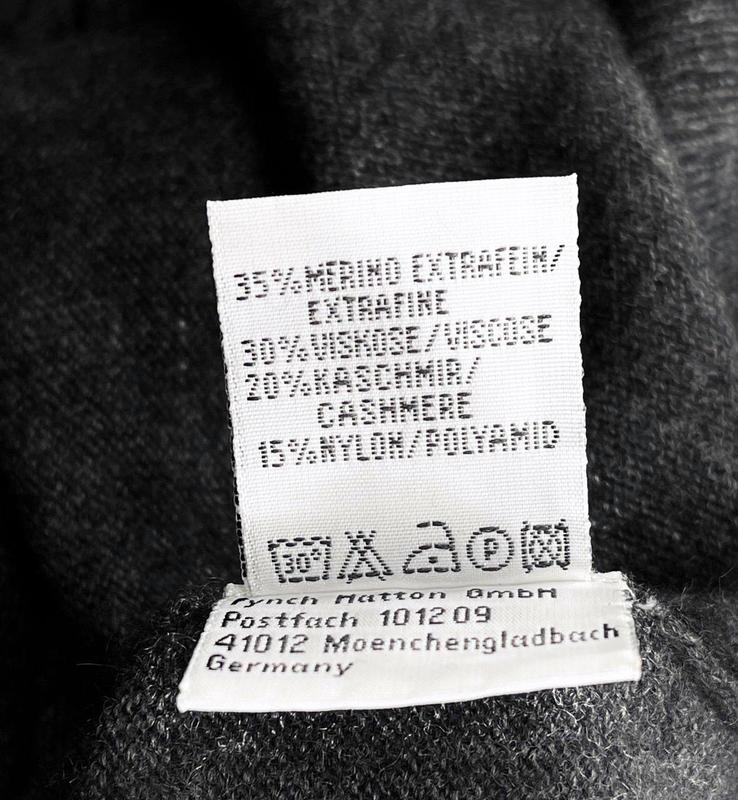 35% MERINO EXTRAFEIN/
EXTRAFINE
30% VISKOSE/VISCOSE
20% KASCHMIR/
CASHMERE
15% NYLON/POLYAMID
30° P
Fynch Hatton GmbH
Postfach 101209
41012 Moenchengladbach
Germany